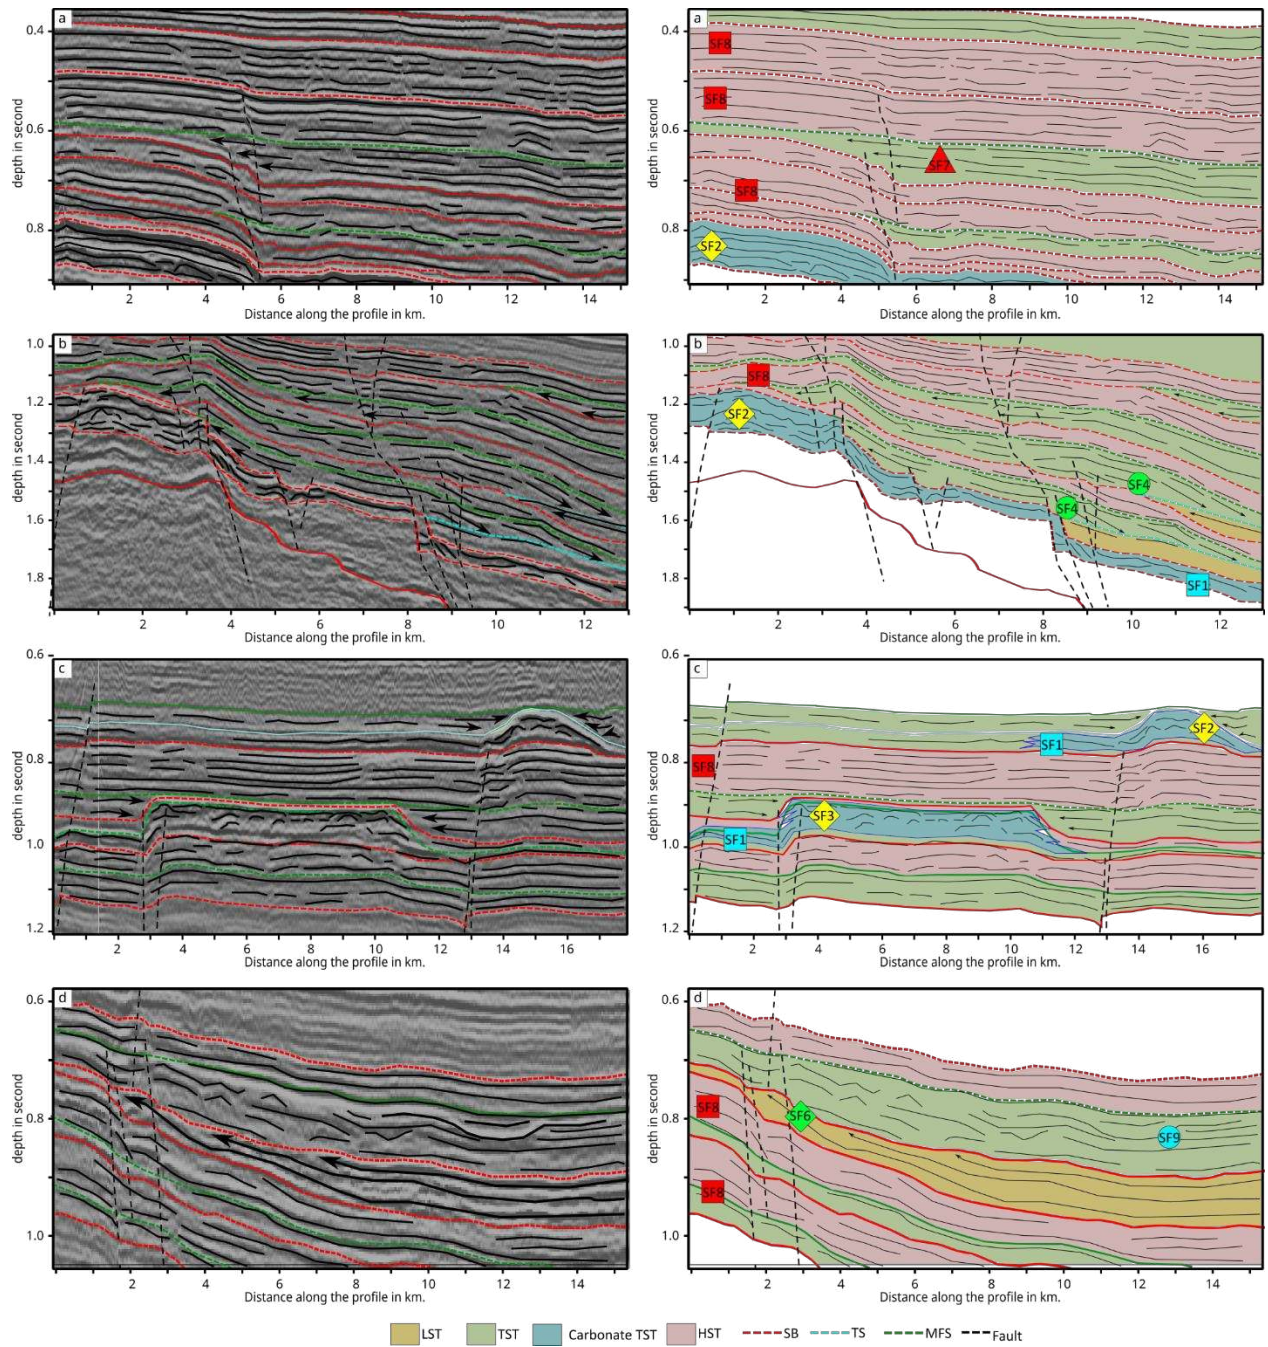 a
a
0.4
0.4
SF8
SF8
depth in second
depth in second
0.6
0.6
SF7
SF8
0.8
0.8
SF2
2 4 6 8 10 12 14
2 4 6 8 10 12 14
Distance along the profile in km.
Distance along the profile in km.
b
b
1.0
1.0
SF8
1.2
1.2
SF2
depth in second
depth in second
1.4
1.4
SF4
SF4
1.6
1.6
1.8
1.8
SF1
2 4 6 8 10 12
2 4 6 8 10 12
Distance along the profile in km.
Distance along the profile in km.
0.6
0.6
c
c
SF2
SF1
0.8
0.8
SF8
depth in second
depth in second
SF3
SF1
1.0
1.0
1.2
1.2
2 4 6 8 10 12 14 16
2 4 6 8 10 12 14 16
Distance along the profile in km.
Distance along the profile in km.
d
d
0.6
0.6
depth in second
depth in second
SF8
SF6
0.8
0.8
SF9
SF8
1.0
1.0
2 4 6 8 10 12 14
2 4 6 8 10 12 14
Distance along the profile in km.
Distance along the profile in km.
LST TST Carbonate TST HST SB TS MFS Fault